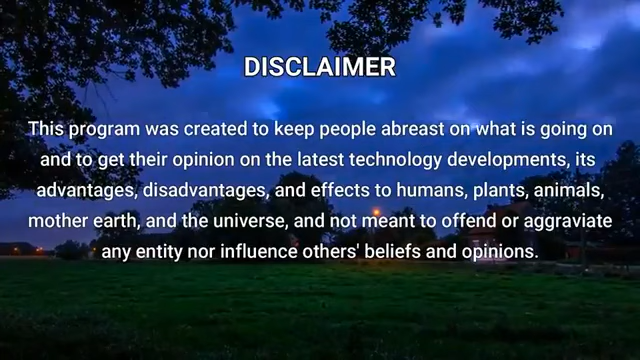 DISCLAIMER
This program was created to keep people abreast on what is going on
and to get their opinion on the latest technology developments, its
advantages, disadvantages, and effects to humans, plants, animals,
mother earth, and the universe, and not meant to offend or aggraviate
any entity nor influence others' beliefs and opinions.